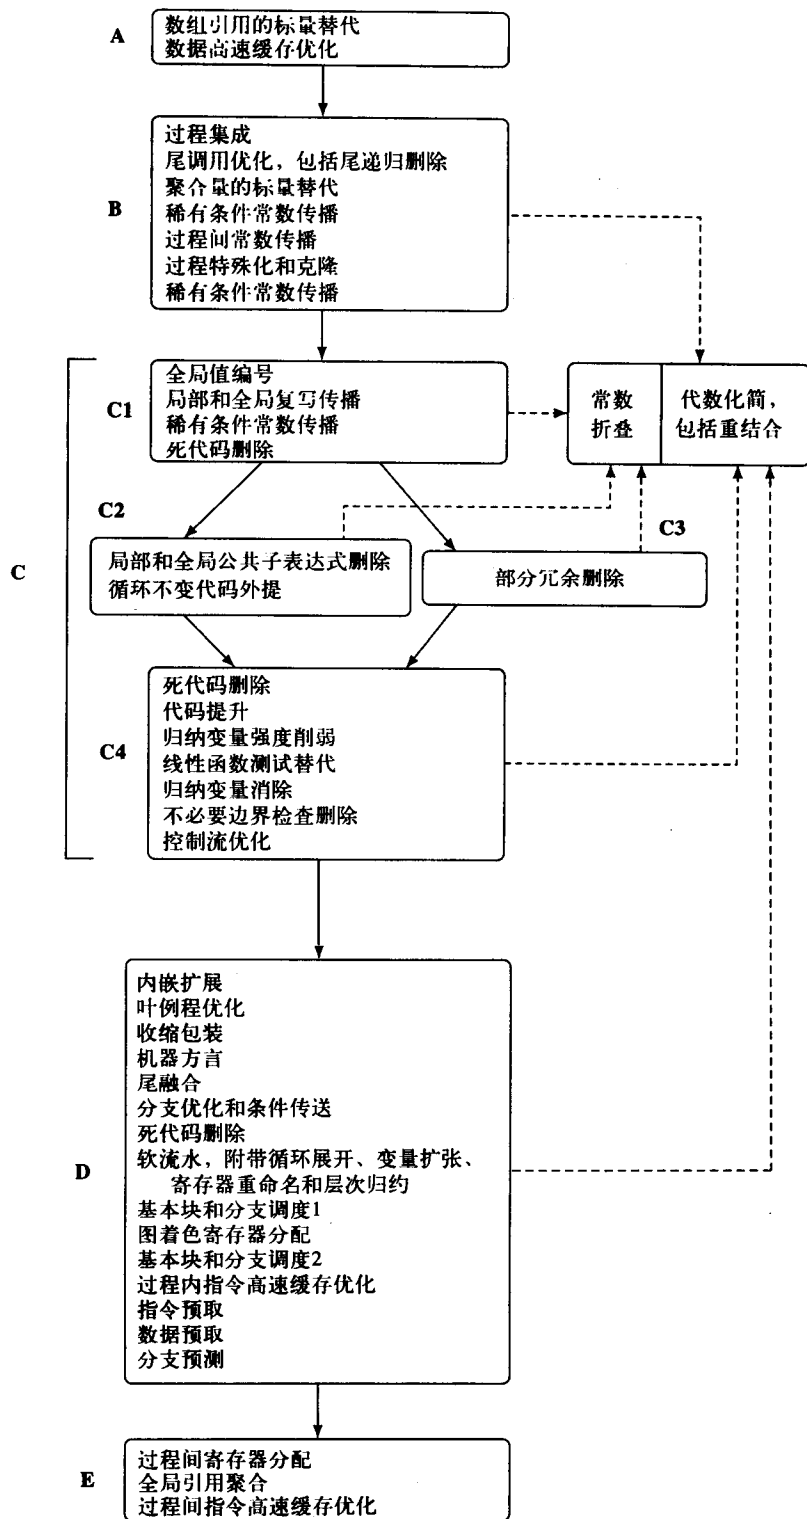 A
数组引用的标量替代
数据高速缓存优化
B
过程集成
尾调用优化，包括尾递归删除
聚合量的标量替代
稀有条件常数传播
过程间常数传播
过程特殊化和克隆
稀有条件常数传播
C
C1
全局值编号
局部和全局复写传播
稀有条件常数传播
死代码删除
常数
折叠
代数化简，
包括重结合
C2
局部和全局公共子表达式删除
循环不变代码外提
C3
部分冗余删除
C4
死代码删除
代码提升
归纳变量强度削弱
线性函数测试替代
归纳变量消除
不必要边界检查删除
控制流优化
D
内嵌扩展
叶例程优化
收缩包装
机器方言
尾融合
分支优化和条件传送
死代码删除
软流水，附带循环展开、变量扩张、
寄存器重命名和层次归约
基本块和分支调度1
图着色寄存器分配
基本块和分支调度2
过程内指令高速缓存优化
指令预取
数据预取
分支预测
E
过程间寄存器分配
全局引用聚合
过程间指令高速缓存优化